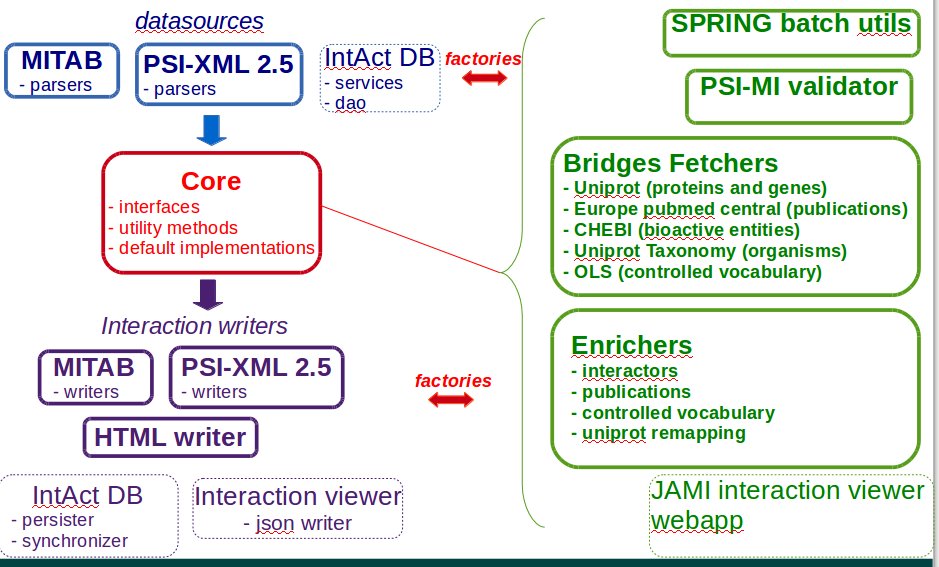 datasources
MITAB
- parsers
PSI-XML 2.5
- parsers
IntAct DB
- services
- dao
factories
Core
- interfaces
- utility methods
- default implementations
Interaction writers
MITAB
- writers
PSI-XML 2.5
- writers
HTML writer
factories
IntAct DB
- persister
- synchronizer
Interaction viewer
- json writer
SPRING batch utils
PSI-MI validator
Bridges Fetchers
- Uniprot (proteins and genes)
- Europe pubmed central (publications)
- CHEBI (bioactive entities)
- Uniprot Taxonomy (organisms)
- OLS (controlled vocabulary)
Enrichers
- interactors
- publications
- controlled vocabulary
- uniprot remapping
JAMI interaction viewer
webapp